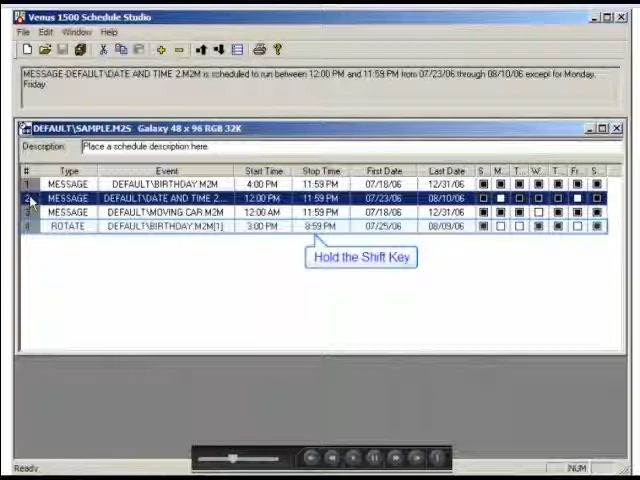 Venus 1500 Schedule Studio
File Edit Window Help
MESSAGE-DEFAULT\DATE AND TIME 2.M2M is scheduled to run between 12:00 PM and 11:59 PM from 07/23/06 through 08/10/06 except for Monday,
Friday.
DEFAULT\SAMPLE.M2S Galaxy 48 x 96 RGB 32K
Description: Place a schedule description here.
# Type Event Start Time Stop Time First Date Last Date S M... T... W... T... Fr... S...
1 MESSAGE DEFAULT\BIRTHDAY.M2M 4:00 PM 11:59 PM 07/18/06 12/31/06
2 MESSAGE DEFAULT\DATE AND TIME 2... 12:00 PM 11:59 PM 07/23/06 08/10/06
3 MESSAGE DEFAULT\MOVING CAR.M2M 12:00 AM 11:59 PM 07/18/06 12/31/06
4 ROTATE DEFAULT\BIRTHDAY.M2M[1] 3:00 PM 8:59 PM 07/25/06 08/09/06
Hold the Shift Key
Ready
NUM